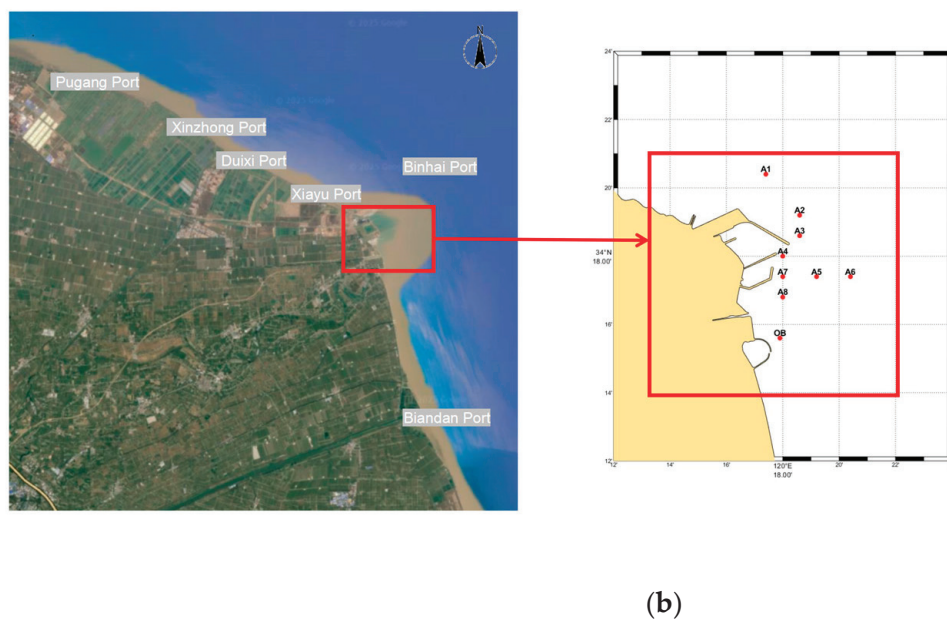 © 2025 Google
N
Pugang Port
Xinzhong Port
Duixi Port
Binhai Port
Xiayu Port
Biandan Port
24'
22'
20'
34°N
18.00'
16'
14'
12'
A1
A2
A3
A4
A7
A5
A6
A8
OB
12'
14'
16'
120°E
18.00'
20'
22'
(b)